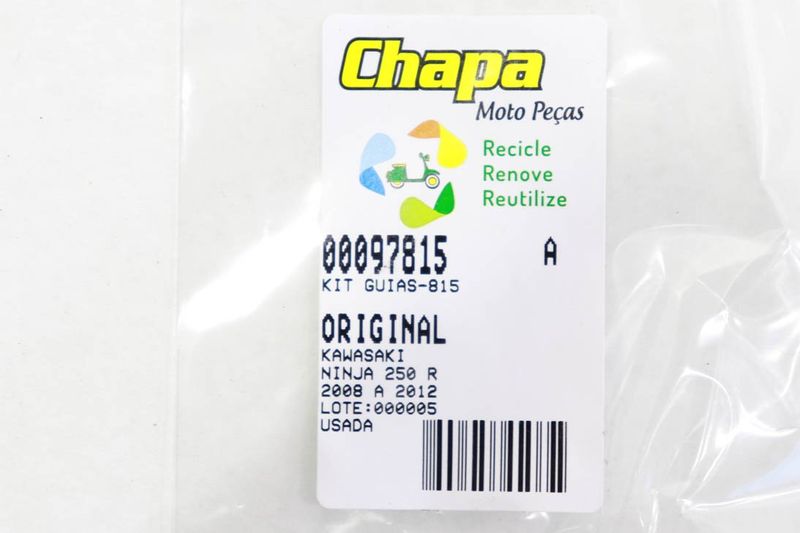 Chapa
Moto Peças
Recicle
Renove
Reutilize
00097815 A
KIT GUIAS-815
ORIGINAL
KAWASAKI
NINJA 250 R
2008 A 2012
LOTE:000005
USADA